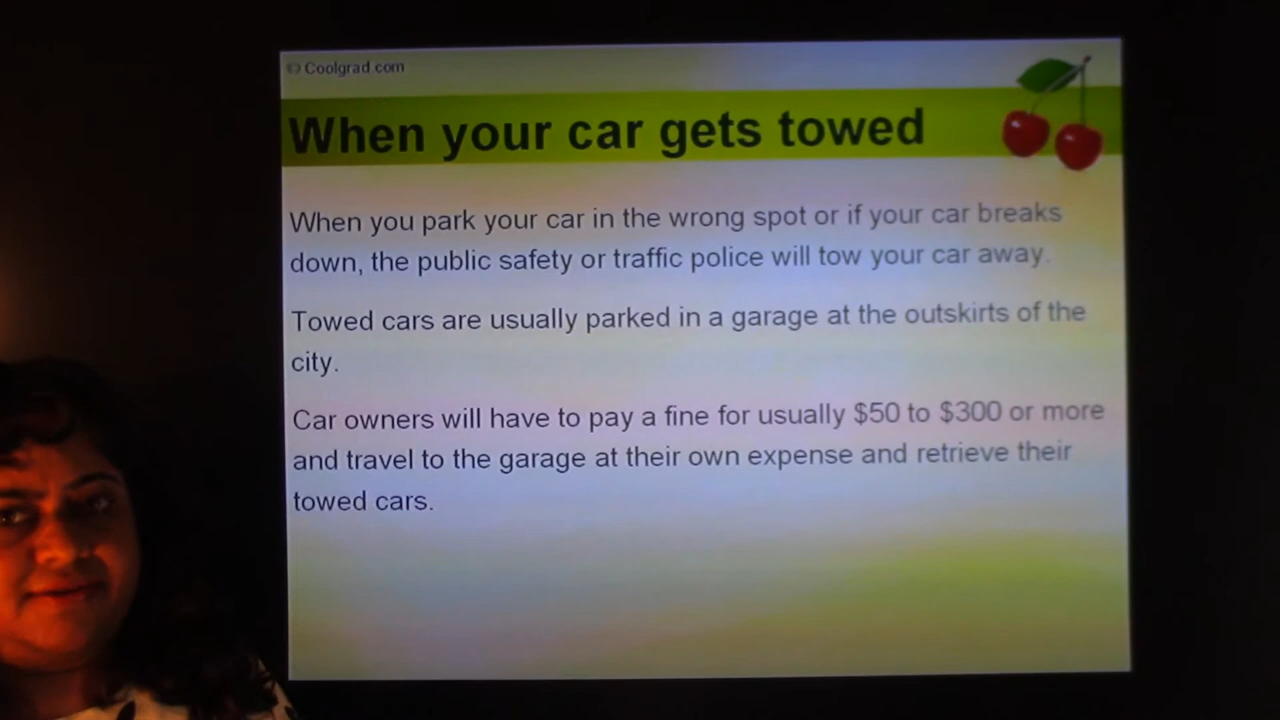 © Coolgrad.com
When your car gets towed
When you park your car in the wrong spot or if your car breaks
down, the public safety or traffic police will tow your car away.
Towed cars are usually parked in a garage at the outskirts of the
city.
Car owners will have to pay a fine for usually $50 to $300 or more
and travel to the garage at their own expense and retrieve their
towed cars.